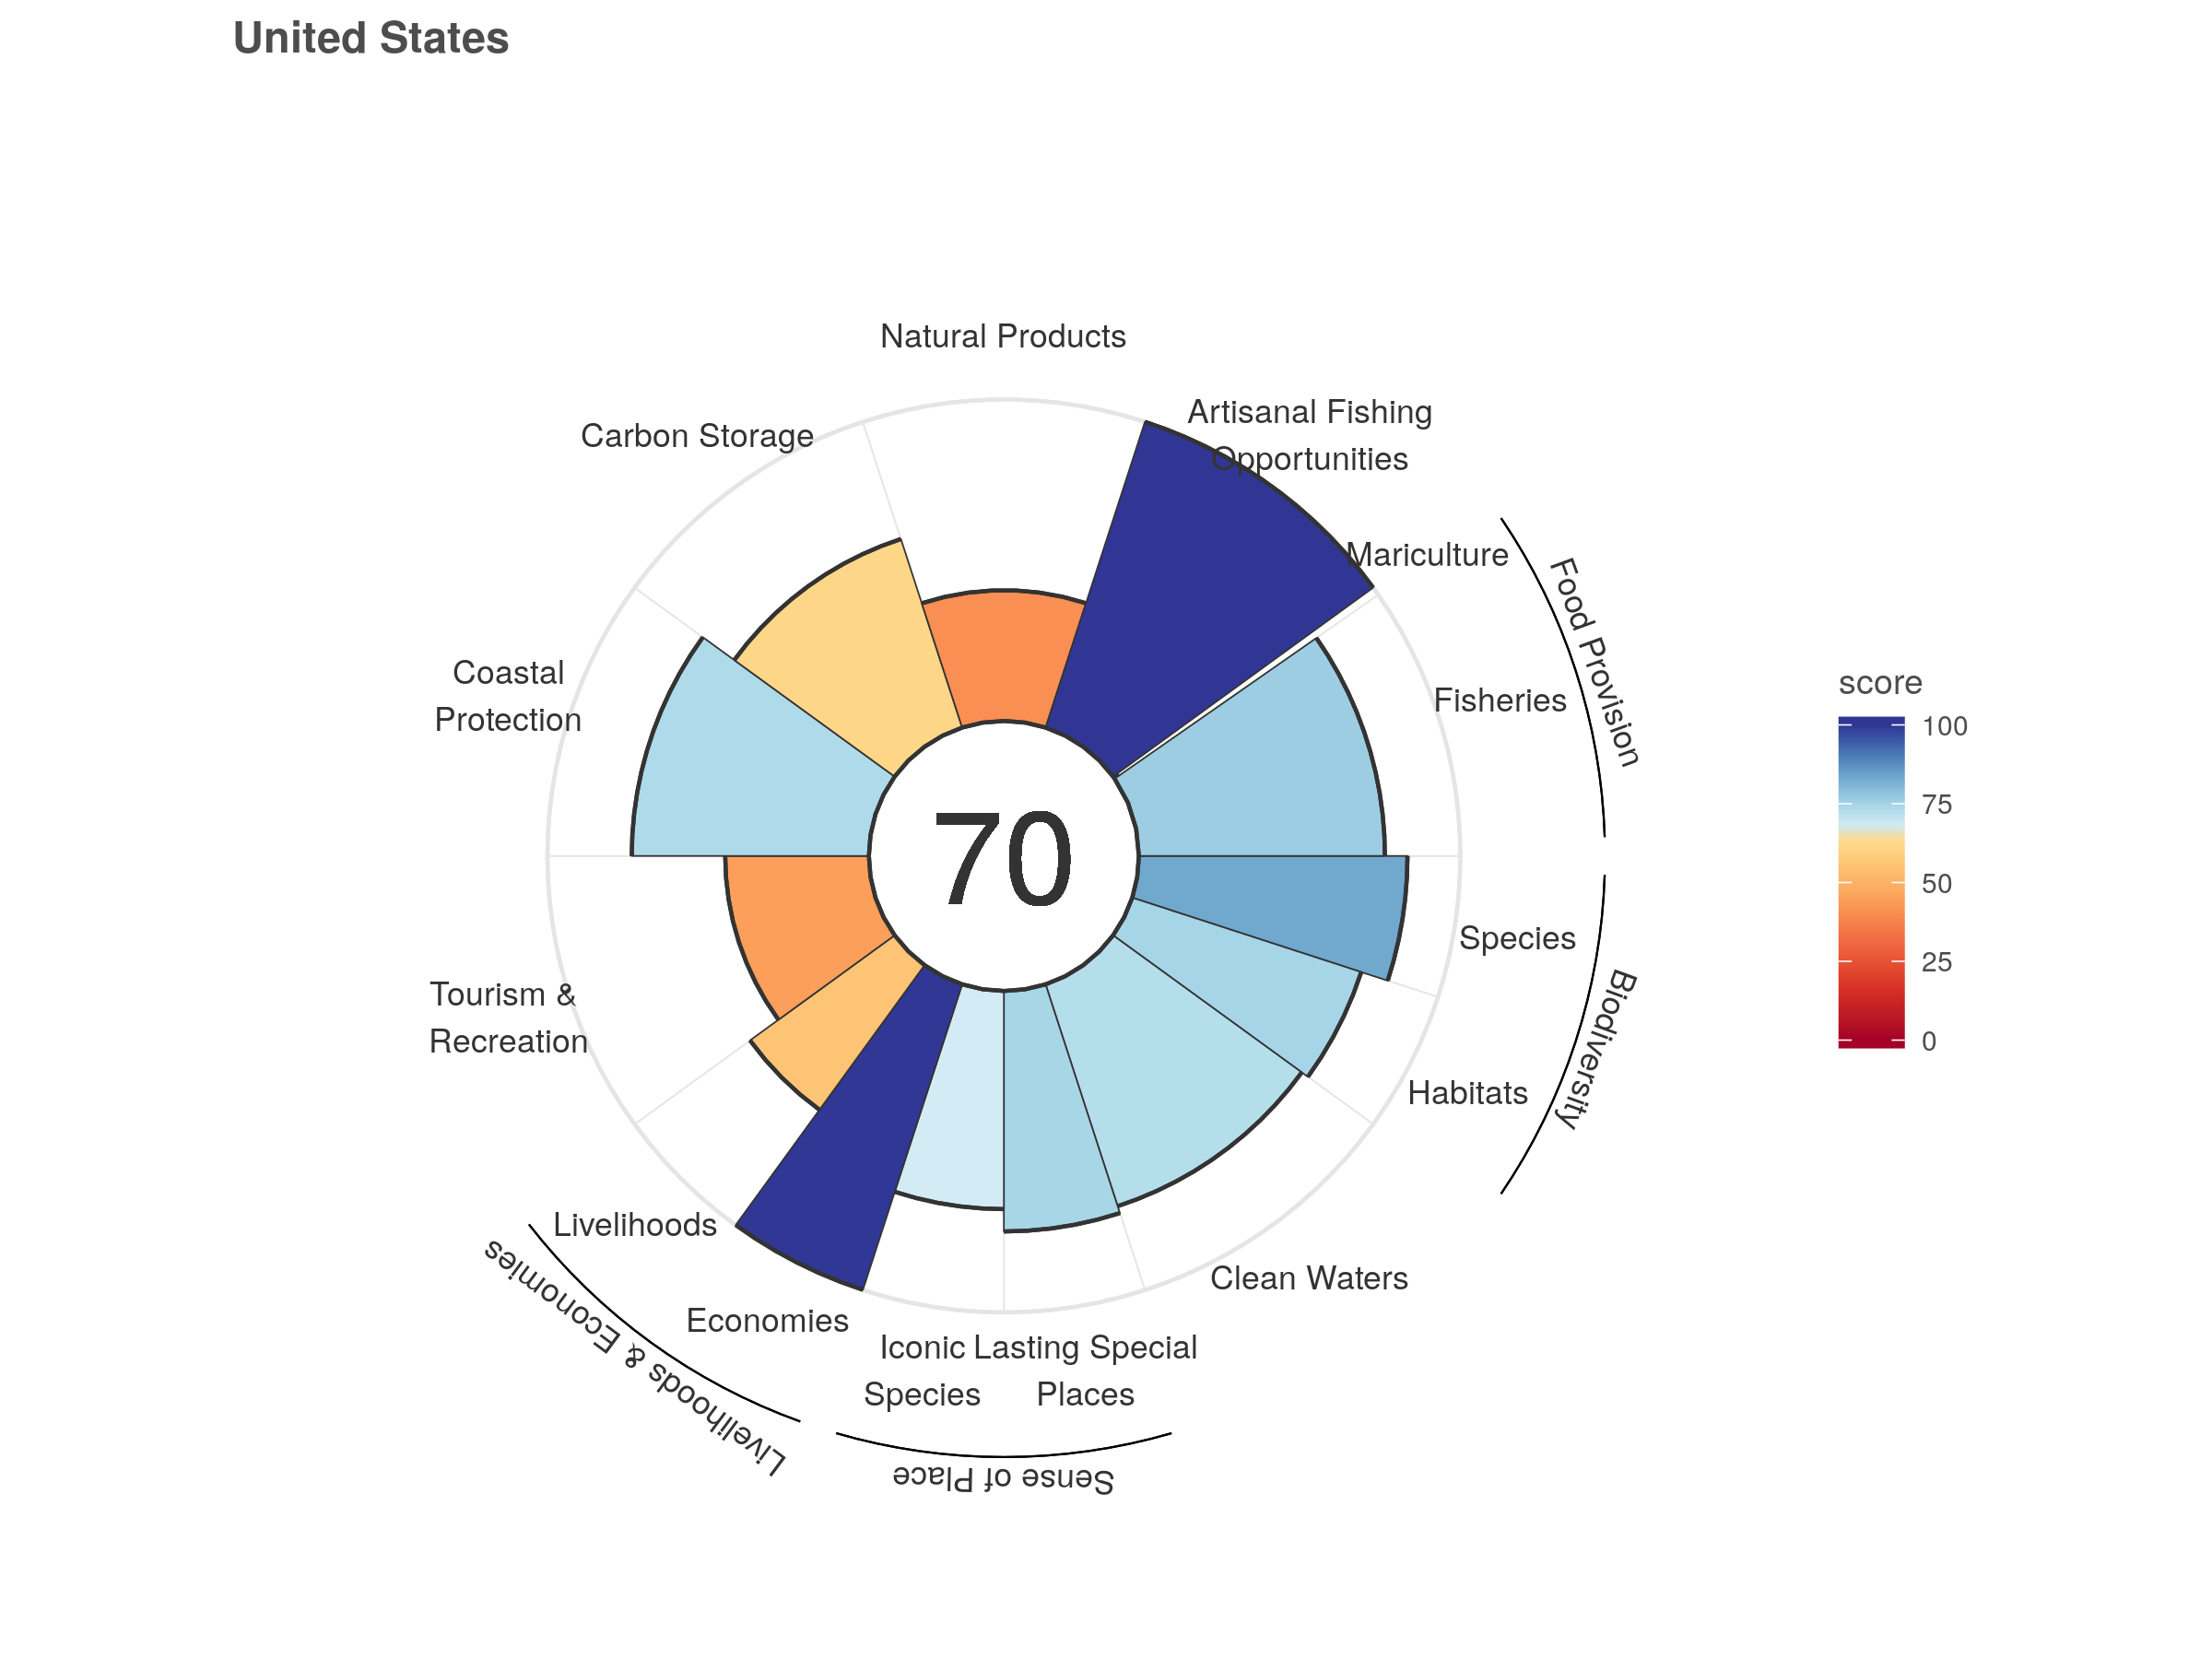 United States
Natural Products
Artisanal Fishing
Opportunities
Carbon Storage
Mariculture
Food Provision
Coastal
Protection
Fisheries
score
100
75
50
25
0
70
Species
Biodiversity
Tourism &
Recreation
Habitats
Livelihoods
Clean Waters
Livelihoods & Economies
Economies
Iconic
Species
Lasting Special
Places
Sense of Place